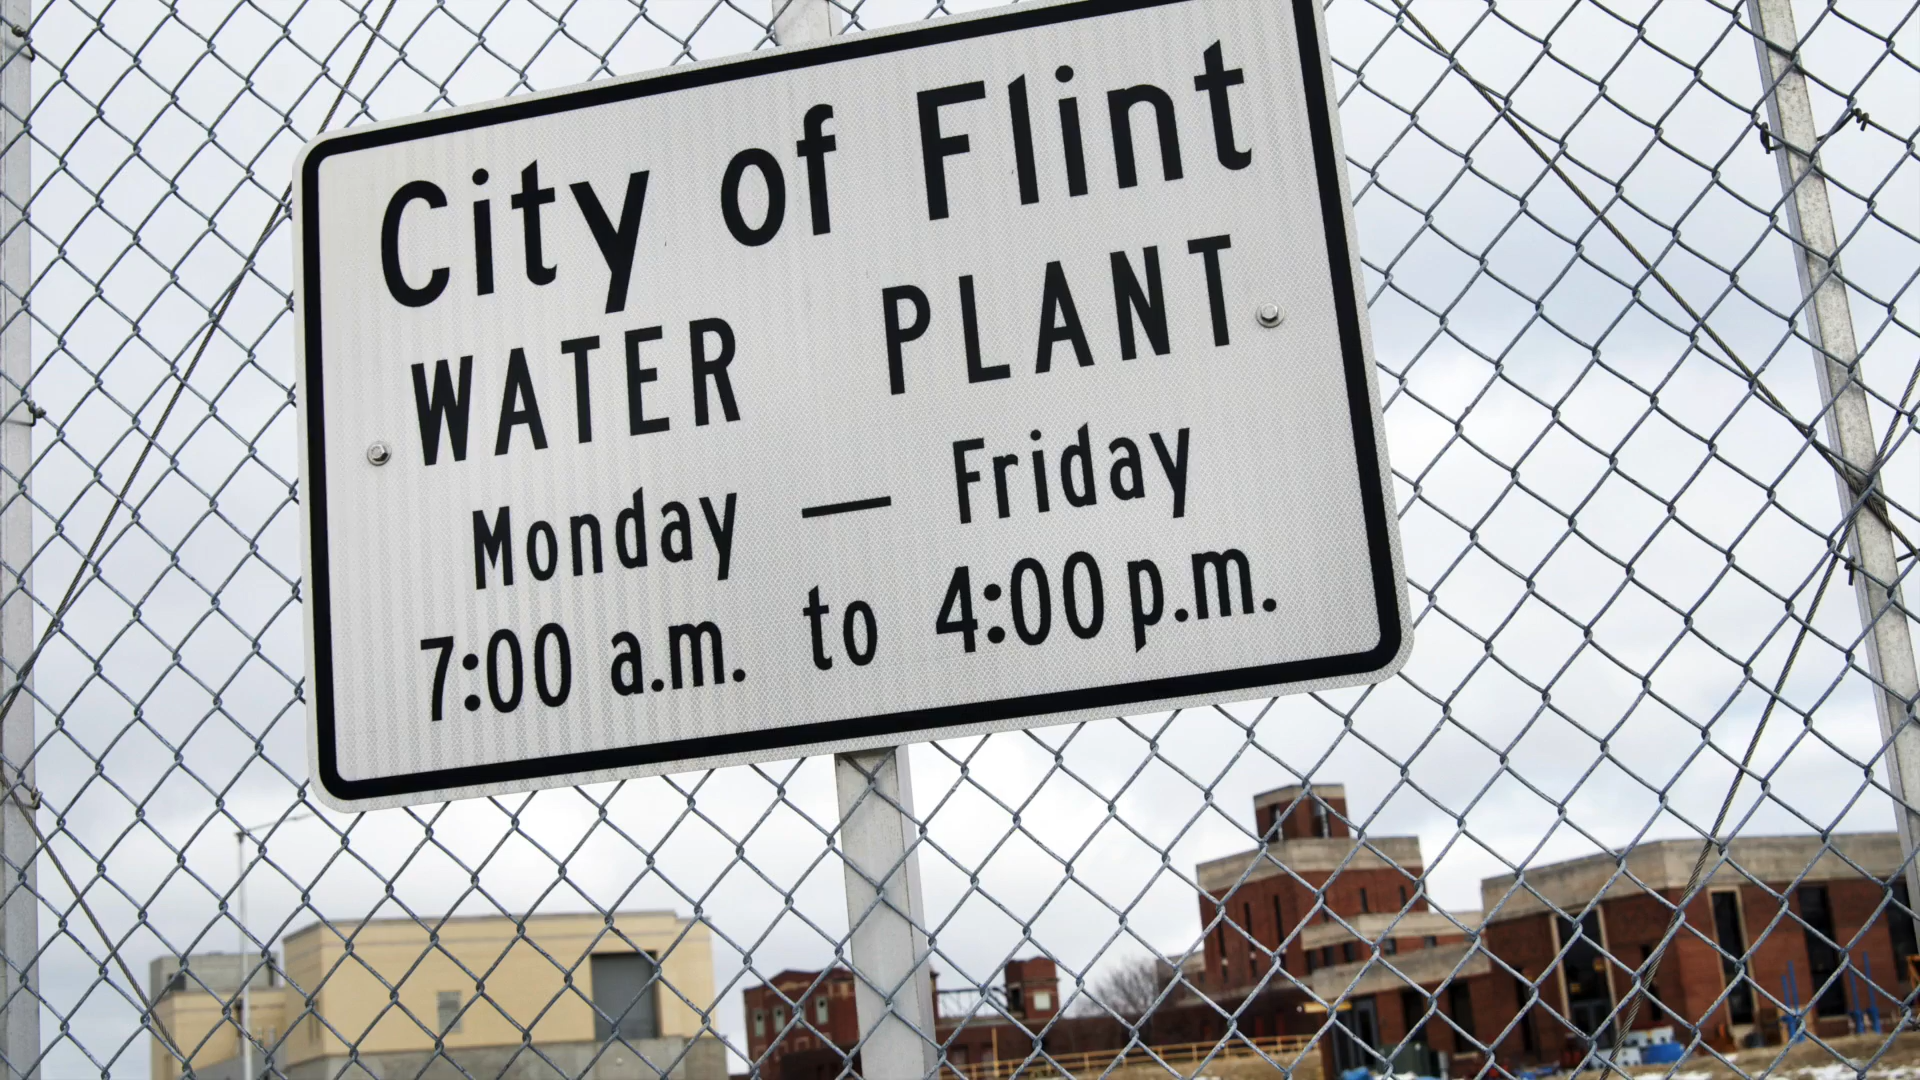 City of Flint
WATER PLANT
Monday — Friday
7:00 a.m. to 4:00 p.m.